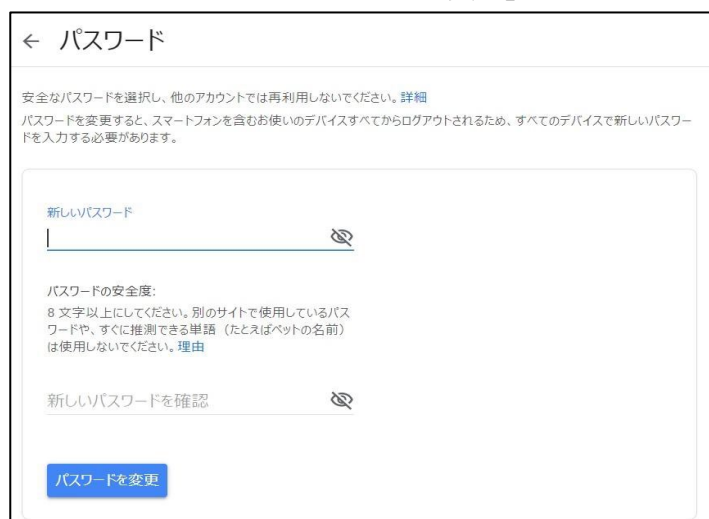 ← パスワード
安全なパスワードを選択し、他のアカウントでは再利用しないでください。詳細
パスワードを変更すると、スマートフォンを含むお使いのデバイスすべてからログアウトされるため、すべてのデバイスで新しいパスワー
ドを入力する必要があります。
新しいパスワード
パスワードの安全度:
8 文字以上にしてください。別のサイトで使用しているパス
ワードや、すぐに推測できる単語（たとえばペットの名前）
は使用しないでください。理由
新しいパスワードを確認
パスワードを変更